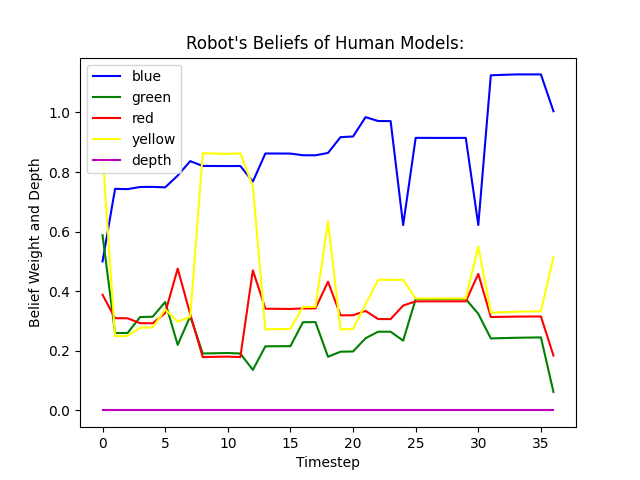 Robot's Beliefs of Human Models:
blue
green
red
yellow
depth
Belief Weight and Depth
1.0
0.8
0.6
0.4
0.2
0.0
0 5 10 15 20 25 30 35
Timestep